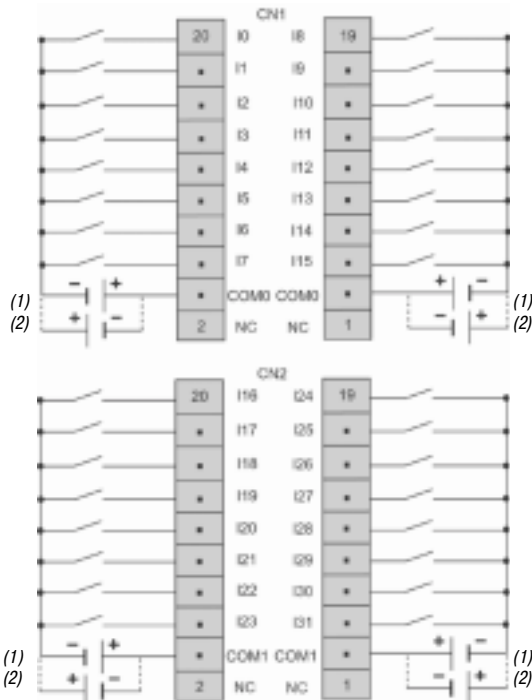 CN1
20 I0 I8 19
I1 I9
I2 I10
I3 I11
I4 I12
I5 I13
I6 I14
I7 I15
- + + -
(1) COM0 COM0 (1)
(2) + - - + (2)
2 NC NC 1
CN2
20 I16 I24 19
I17 I25
I18 I26
I19 I27
I20 I28
I21 I29
I22 I30
I23 I31
- + + -
(1) COM1 COM1 (1)
(2) + - - + (2)
2 NC NC 1